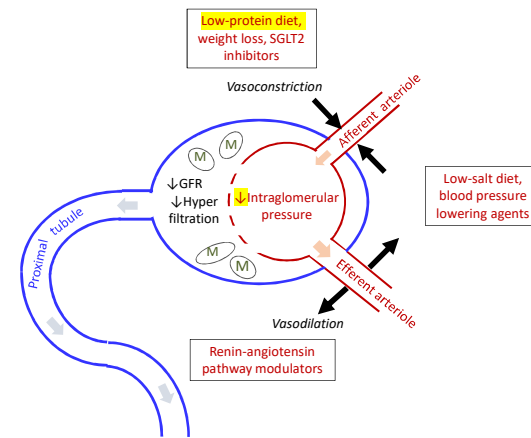 Low-protein diet,
weight loss, SGLT2
inhibitors
Vasoconstriction
Afferent arteriole
M
M
↓GFR
↓Hyper
filtration
↓Intraglomerular
pressure
Low-salt diet,
blood pressure
lowering agents
Proximal tubule
M
M
Efferent arteriole
Vasodilation
Renin-angiotensin
pathway modulators